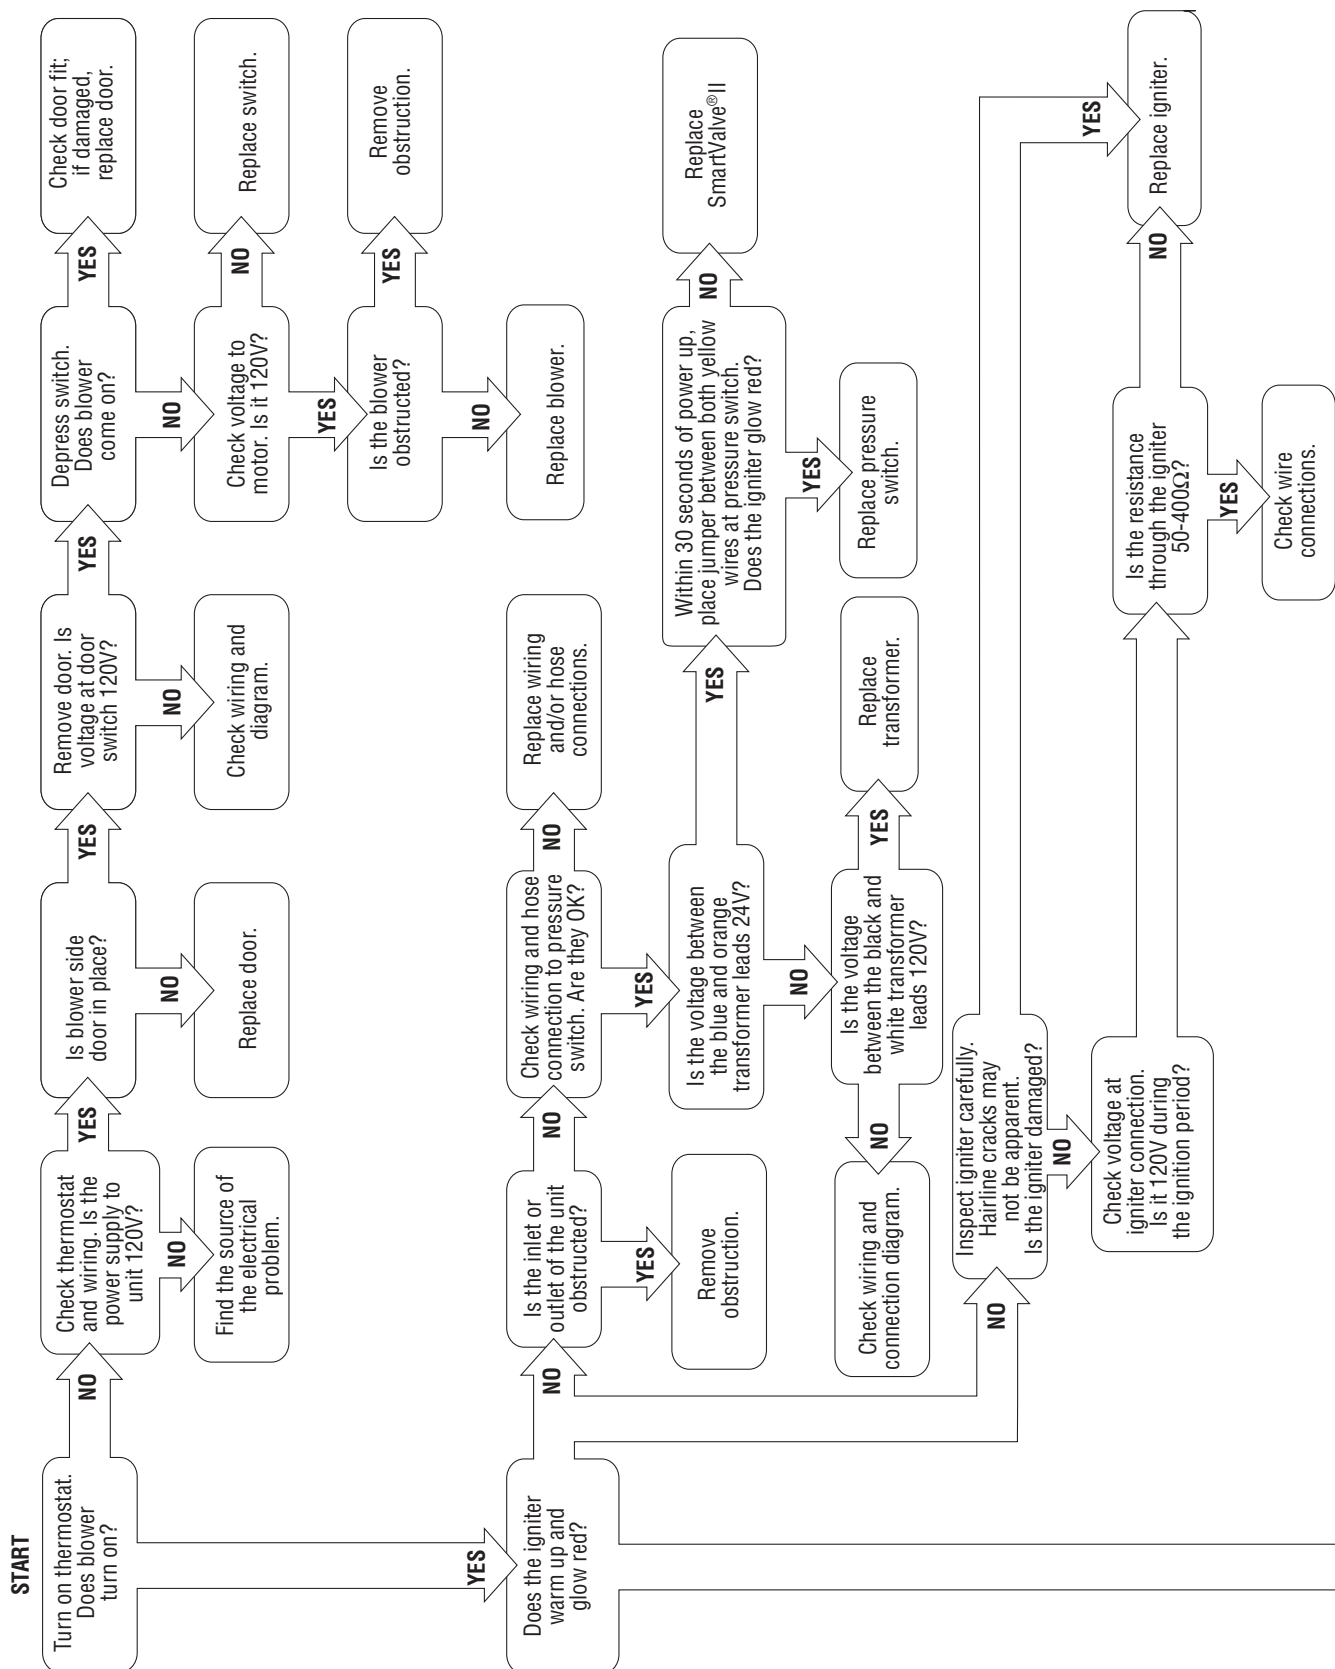 START
Turn on thermostat.
Does blower
turn on?
NO
Check thermostat
and wiring. Is the
power supply to
unit 120V?
YES
Is blower side
door in place?
YES
Remove door. Is
voltage at door
switch 120V?
YES
Depress switch.
Does blower
come on?
YES
Check door fit;
if damaged,
replace door.
NO
Find the source of
the electrical
problem.
NO
Replace door.
NO
Check wiring and
diagram.
NO
Check voltage to
motor. Is it 120V?
NO
Replace switch.
YES
Is the blower
obstructed?
YES
Remove
obstruction.
NO
Replace blower.
YES
Does the igniter
warm up and
glow red?
NO
Is the inlet or
outlet of the unit
obstructed?
NO
Check wiring and hose
connection to pressure
switch. Are they OK?
NO
Replace wiring
and/or hose
connections.
YES
Remove
obstruction.
YES
Is the voltage between
the blue and orange
transformer leads 24V?
YES
Within 30 seconds of power up,
place jumper between both yellow
wires at pressure switch.
Does the igniter glow red?
NO
Replace
SmartValve®II
YES
Replace pressure
switch.
NO
Is the voltage
between the black and
white transformer
leads 120V?
YES
Replace
transformer.
NO
Check wiring and
connection diagram.
NO
Inspect igniter carefully.
Hairline cracks may
not be apparent.
Is the igniter damaged?
YES
Replace igniter.
NO
Check voltage at
igniter connection.
Is it 120V during
the ignition period?
Is the resistance
through the igniter
50-400Ω?
NO
YES
Check wire
connections.